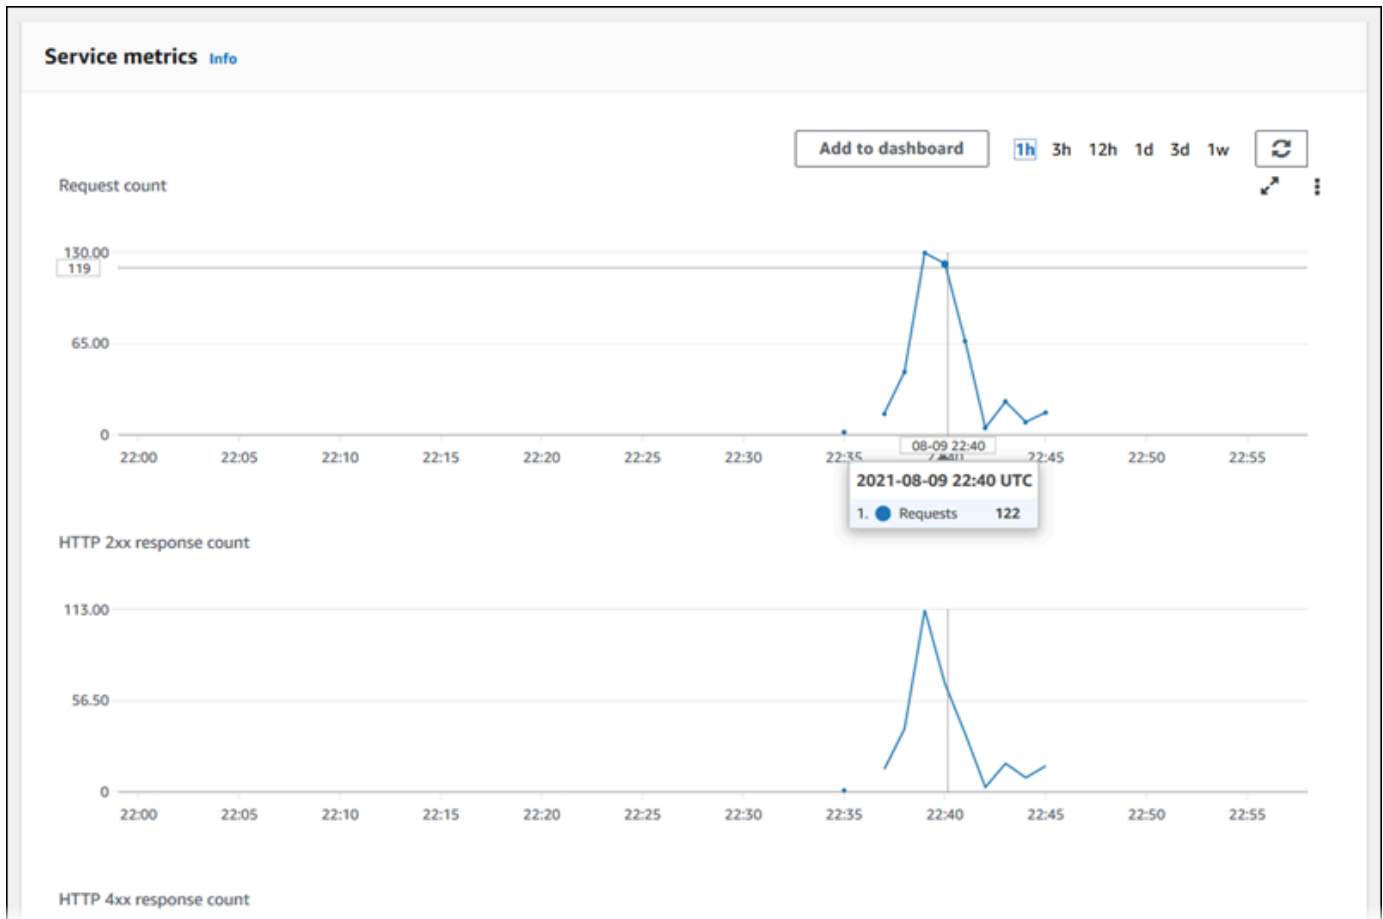 Service metrics Info
Add to dashboard 1h 3h 12h 1d 3d 1w
Request count
130.00
119
65.00
0
22:00 22:05 22:10 22:15 22:20 22:25 22:30 22:35 22:40 22:45 22:50 22:55
08-09 22:40
2021-08-09 22:40 UTC
1. Requests 122
HTTP 2xx response count
113.00
56.50
0
22:00 22:05 22:10 22:15 22:20 22:25 22:30 22:35 22:40 22:45 22:50 22:55
HTTP 4xx response count